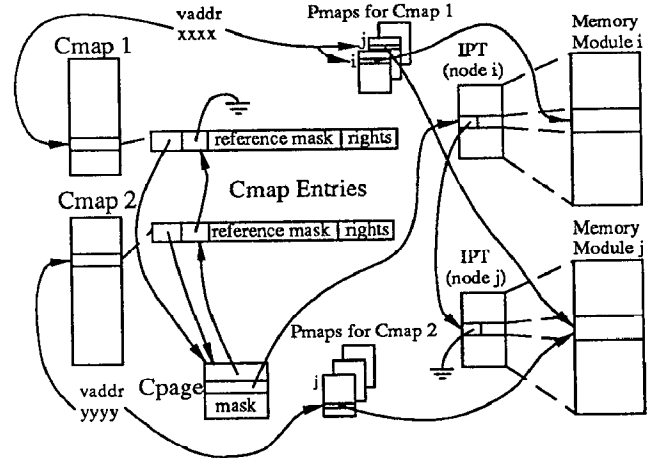 vaddr
xxxx
Pmaps for Cmap 1
j
i
Cmap 1
IPT
(node i)
Memory
Module i
reference mask
rights
Cmap Entries
Cmap 2
reference mask
rights
IPT
(node j)
Memory
Module j
Pmaps for Cmap 2
j
Cpage
mask
vaddr
yyyy